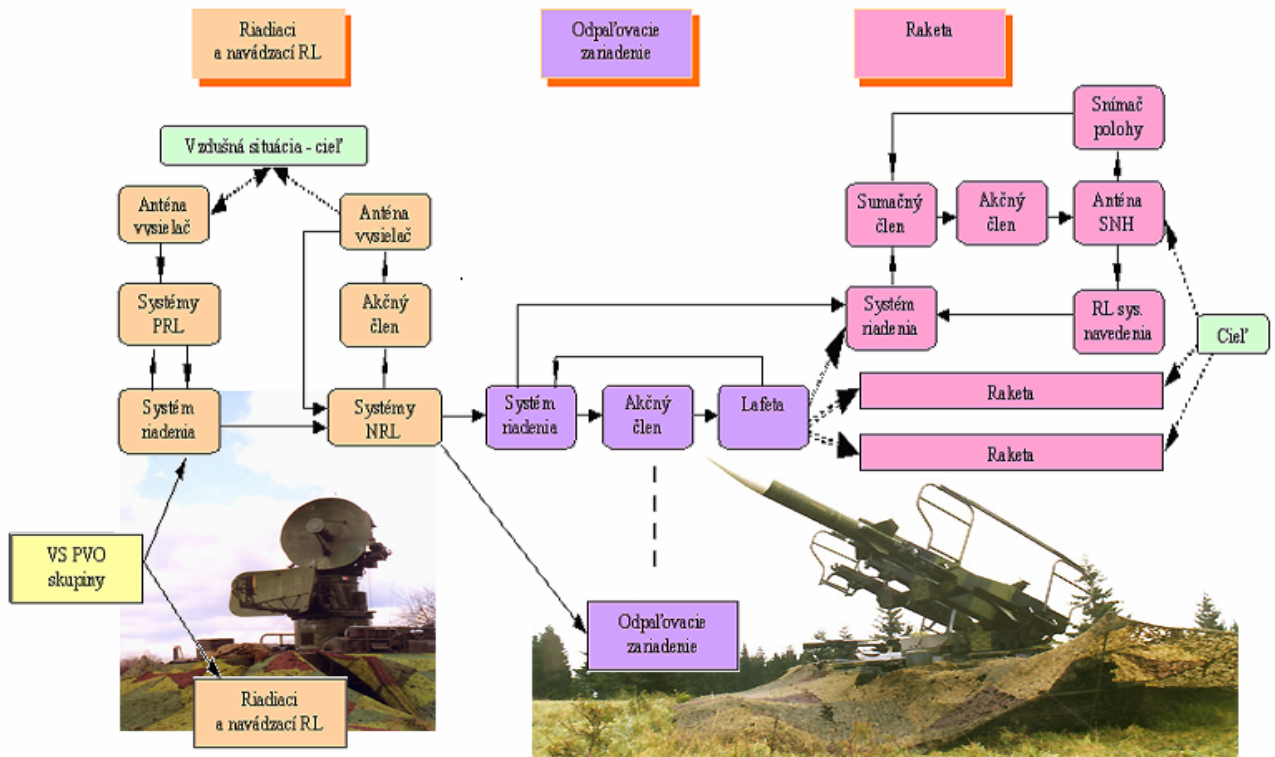 Riadiaci
a navádzací RL
Odpaľovacie
zariadenie
Raketa
Vzdušná situácia - cieľ
Anténa
vysielač
Systémy
PRL
Systém
riadenia
Anténa
vysielač
Akčný
člen
Systémy
NRL
VS PVO
skupiny
Riadiaci
a navádzací RL
Systém
riadenia
Akčný
člen
Lafeta
Odpaľovacie
zariadenie
Snímač
polohy
Sumačný
člen
Akčný
člen
Anténa
SNH
Systém
riadenia
RL sys.
navedenia
Cieľ
Raketa
Raketa